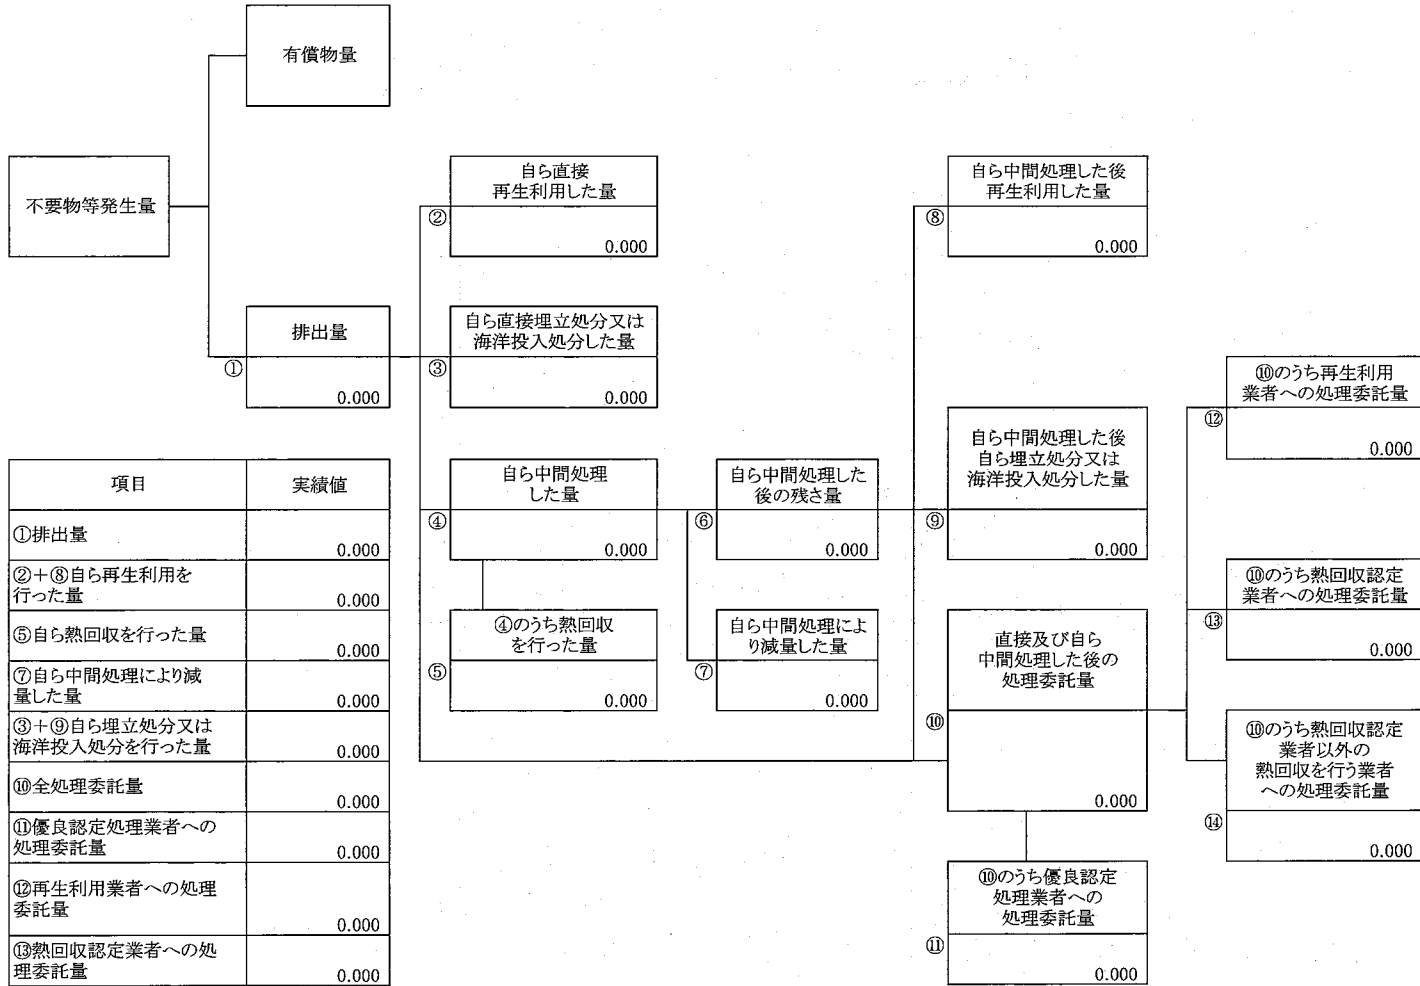 有償物量
不要物等発生量
排出量
①
0.000
自ら直接
再生利用した量
②
0.000
自ら直接埋立処分又は
海洋投入処分した量
③
0.000
自ら中間処理
した量
④
0.000
④のうち熱回収
を行った量
⑤
0.000
自ら中間処理した
後の残さ量
⑥
0.000
自ら中間処理によ
り減量した量
⑦
0.000
自ら中間処理した後
再生利用した量
⑧
0.000
自ら中間処理した後
自ら埋立処分又は
海洋投入処分した量
⑨
0.000
直接及び自ら
中間処理した後の
処理委託量
⑩
0.000
⑩のうち優良認定
処理業者への
処理委託量
⑪
0.000
⑩のうち再生利用
業者への処理委託量
⑫
0.000
⑩のうち熱回収認定
業者への処理委託量
⑬
0.000
⑩のうち熱回収認定
業者以外の
熱回収を行う業者
への処理委託量
⑭
0.000
項目 実績値
①排出量
0.000
②+⑧自ら再生利用を
行った量 0.000
⑤自ら熱回収を行った量
0.000
⑦自ら中間処理により減
量した量 0.000
③+⑨自ら埋立処分又は
海洋投入処分を行った量 0.000
⑩全処理委託量
0.000
⑪優良認定処理業者への
処理委託量 0.000
⑫再生利用業者への処理
委託量
0.000
⑬熱回収認定業者への処
理委託量 0.000